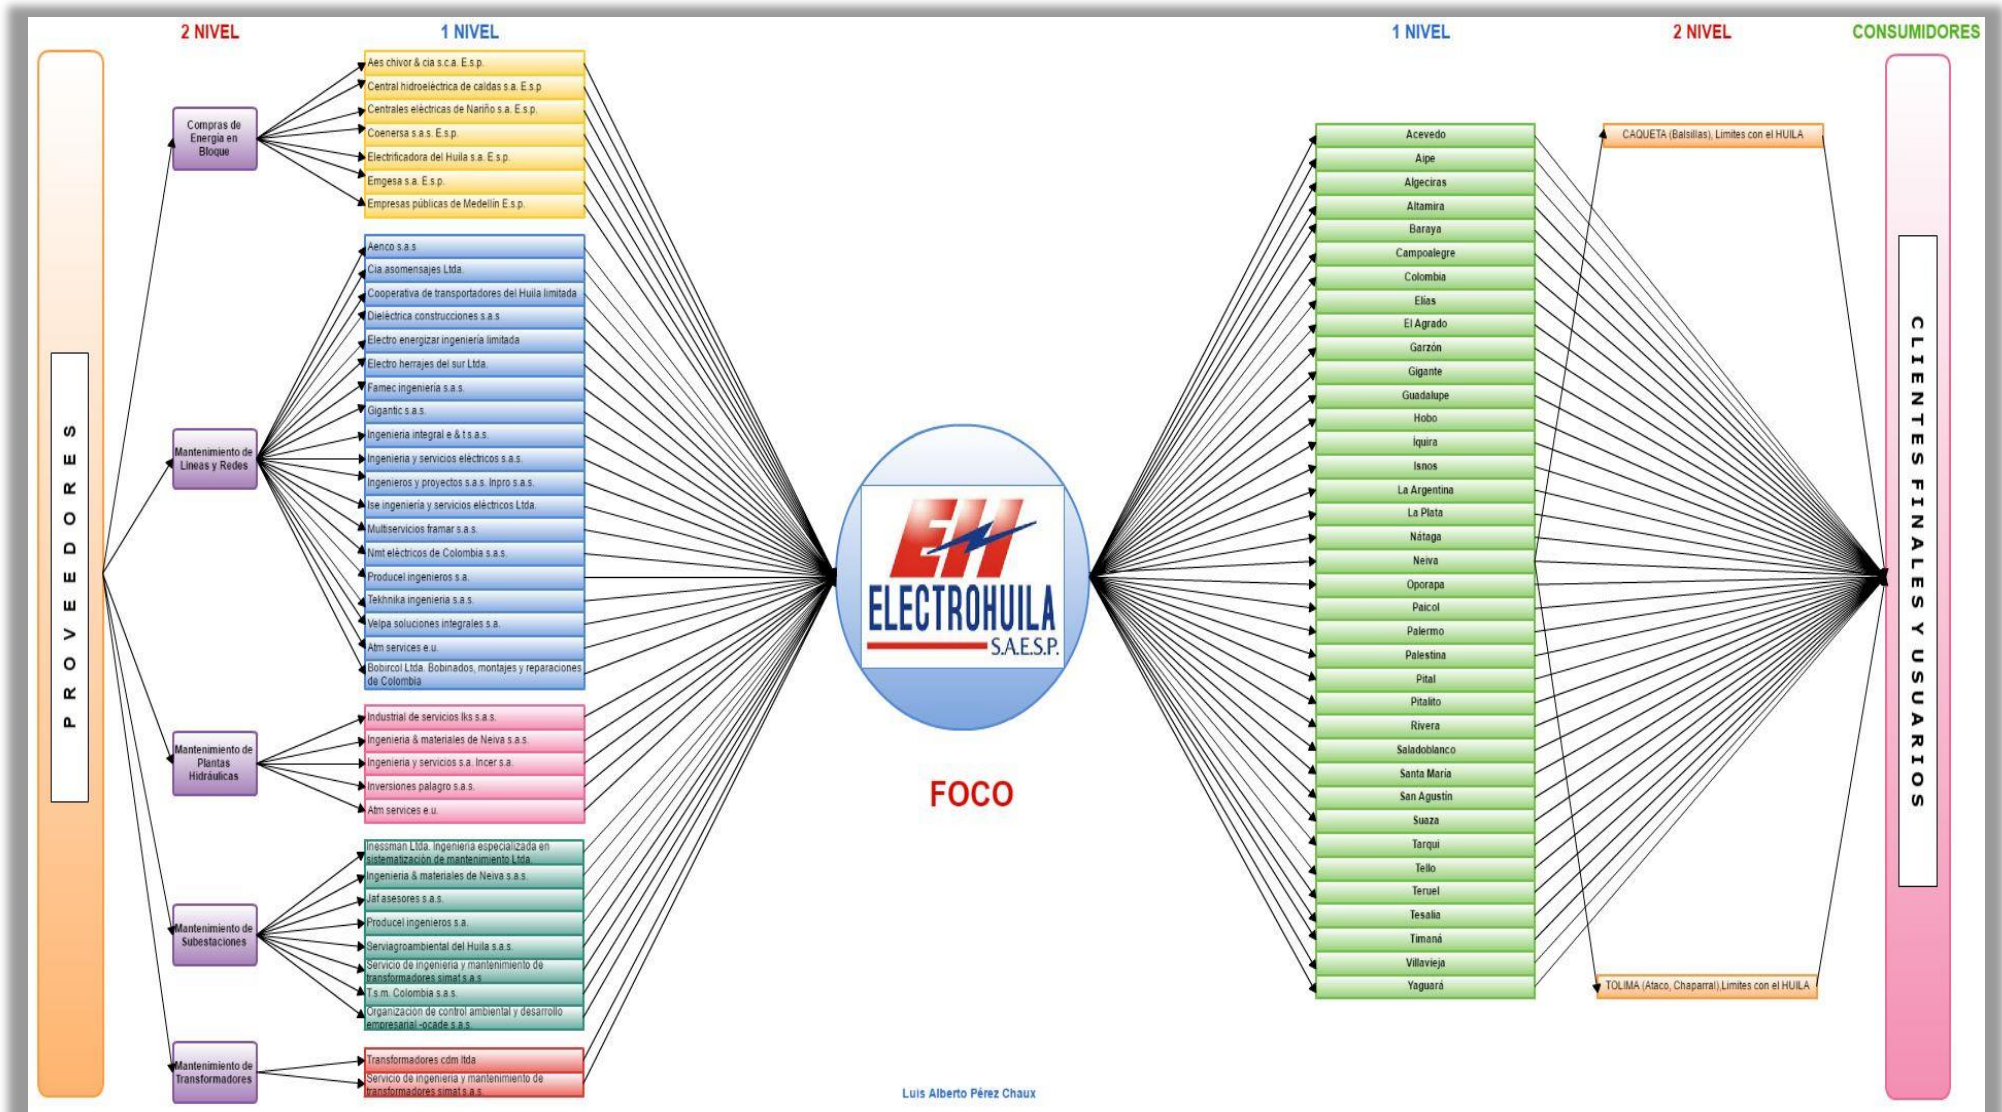 2 NIVEL
1 NIVEL
1 NIVEL
2 NIVEL
CONSUMIDORES
PROVEEDORES
Compras de
Energía en
Bloque
Aes chivor & cia s.c.a. E.s.p.
Central hidroeléctrica de caldas s.a. E.s.p
Centrales eléctricas de Nariño s.a. E.s.p.
Coenersa s.a.s. E.s.p.
Electrificadora del Huila s.a. E.s.p.
Emgesa s.a. E.s.p.
Empresas públicas de Medellín E.s.p.
Mantenimiento de
Líneas y Redes
Aenco s.a.s
Cia.asomensajes Ltda.
Cooperativa de transportadores del Huila limitada
Dieléctrica construcciones s.a.s
Electro energizar ingeniería limitada
Electro herrajes del sur Ltda.
Famec ingeniería s.a.s.
Gigantic s.a.s.
Ingeniería integral e & t s.a.s.
Ingeniería y servicios eléctricos s.a.s.
Ingenieros y proyectos s.a.s. Inpro s.a.s.
Ise ingeniería y servicios eléctricos Ltda.
Multiservicios framar s.a.s.
Nmt eléctricos de Colombia s.a.s.
Producel ingenieros s.a.
Tekhnika ingeniería s.a.s.
Velpa soluciones integrales s.a.
Atm services e.u.
Bobircol Ltda. Bobinados, montajes y reparaciones
de Colombia
Mantenimiento de
Plantas
Hidráulicas
Industrial de servicios lks s.a.s.
Ingeniería & materiales de Neiva s.a.s.
Ingeniería y servicios s.a. Incer s.a.
Inversiones palagro s.a.s.
Atm services e.u.
Mantenimiento de
Subestaciones
Inessman Ltda. Ingeniería especializada en
sistematización de mantenimiento Ltda.
Ingeniería & materiales de Neiva s.a.s.
Jaf asesores s.a.s.
Producel ingenieros s.a.
Serviagroambiental del Huila s.a.s.
Servicio de ingeniería y mantenimiento de
transformadores simat s.a.s
T.s.m. Colombia s.a.s.
Organización de control ambiental y desarrollo
empresarial -ocade s.a.s.
Mantenimiento de
Transformadores
Transformadores cdm ltda
Servicio de ingeniería y mantenimiento de
transformadores simat s.a.s.
EH
ELECTROHUILA
S.A.E.S.P.
FOCO
Luis Alberto Pérez Chaux
Acevedo
Aipe
Algeciras
Altamira
Baraya
Campoalegre
Colombia
Elías
El Agrado
Garzón
Gigante
Guadalupe
Hobo
Íquira
Isnos
La Argentina
La Plata
Nátaga
Neiva
Oporapa
Paicol
Palermo
Palestina
Pital
Pitalito
Rivera
Saladoblanco
Santa María
San Agustín
Suaza
Tarqui
Tello
Teruel
Tesalia
Timaná
Villavieja
Yaguará
CAQUETA (Balsillas), Limites con el HUILA
TOLIMA (Ataco, Chaparral),Limites con el HUILA
CLIENTES FINALES Y USUARIOS